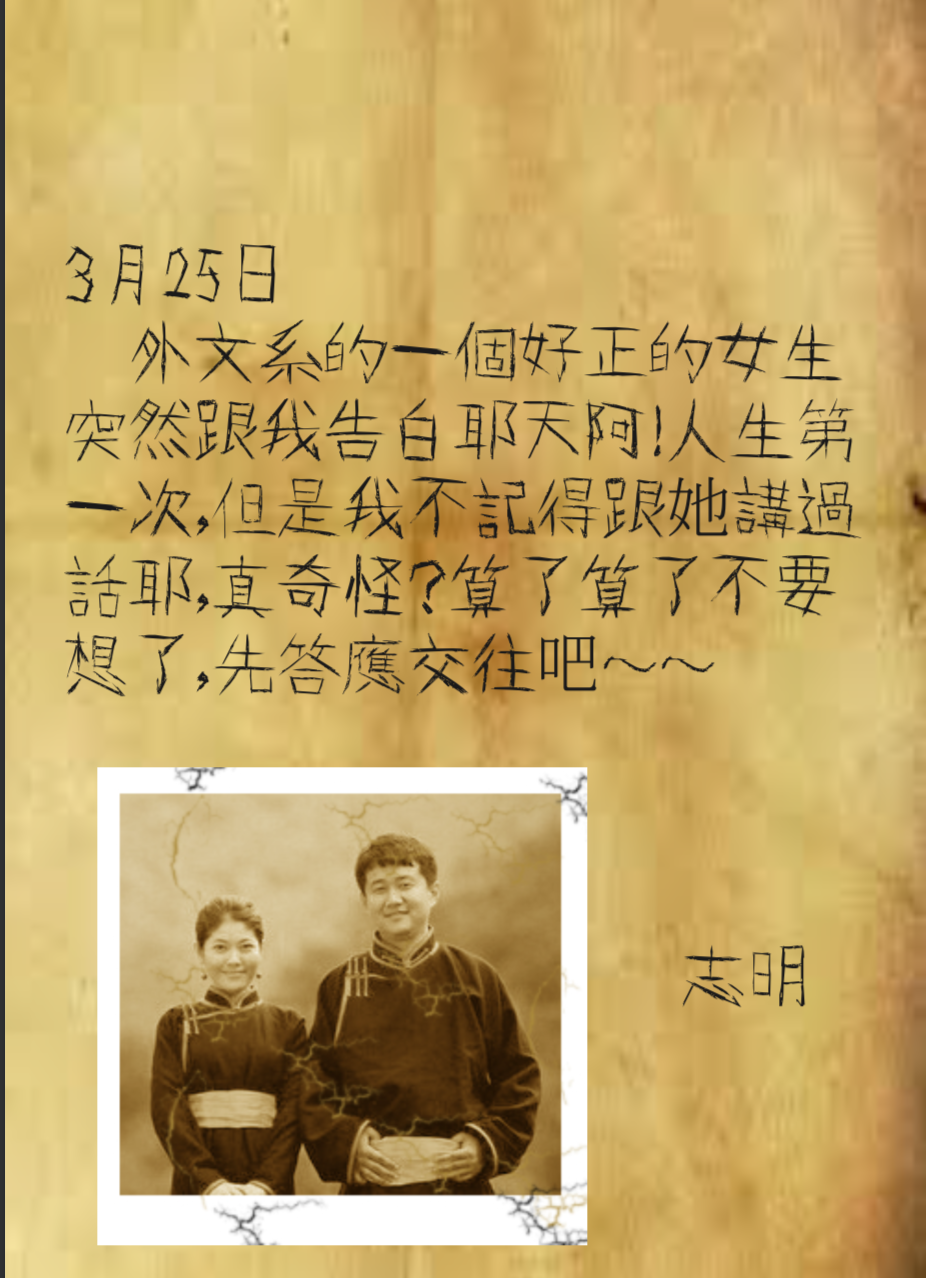 3月25日
外文系的一個好正的女生
突然跟我告白耶天阿!人生第
一次,但是我不記得跟她講過
話耶,真奇怪?算了算了不要
想了,先答應交往吧~~
志明